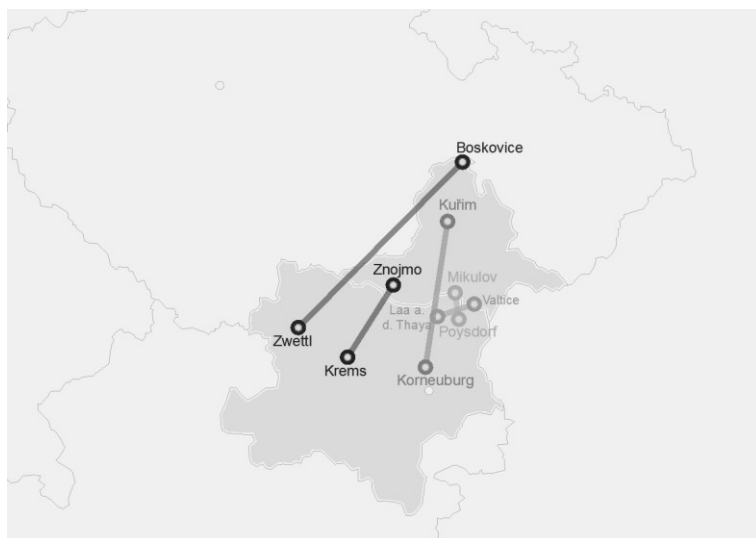 Boskovice
Kuřim
Znojmo
Mikulov
Valtice
Laa a.
d. Thaya
Poysdorf
Zwettl
Krems
Korneuburg